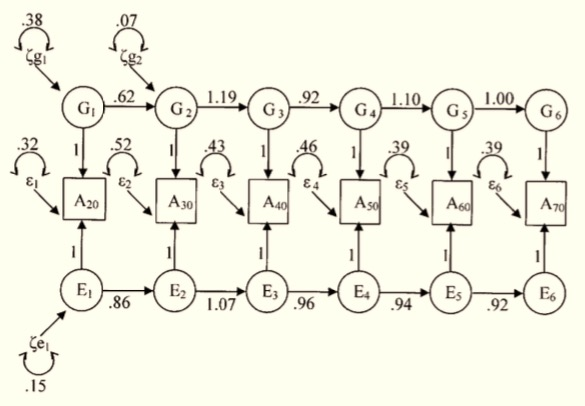 .38 .07
ζg₁ ζg₂
G₁ .62 G₂ 1.19 G₃ .92 G₄ 1.10 G₅ 1.00 G₆
.32 1 .52 1 .43 1 .46 1 .39 1 .39 1
ε₁ ε₂ ε₃ ε₄ ε₅ ε₆
A₂₀ A₃₀ A₄₀ A₅₀ A₆₀ A₇₀
1 1 1 1 1 1
E₁ .86 E₂ 1.07 E₃ .96 E₄ .94 E₅ .92 E₆
ζe₁
.15